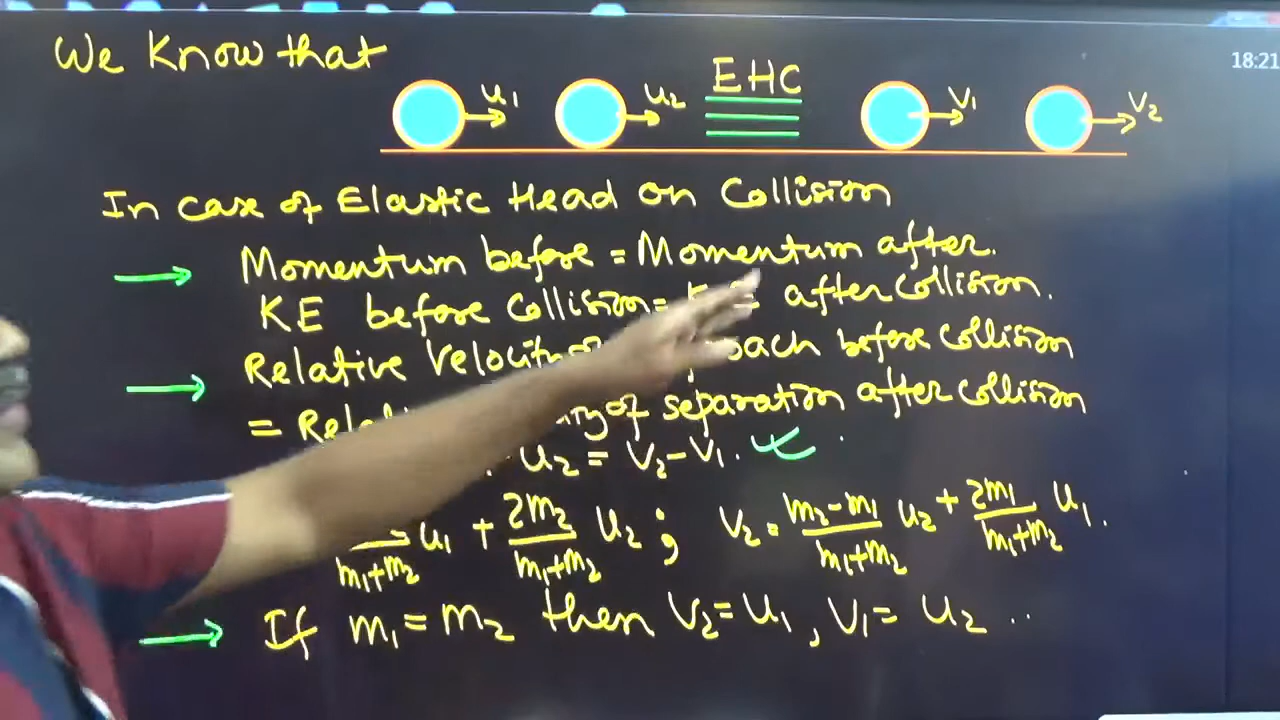 We Know that
18:21
EHC
u₁ u₂ v₁ v₂
In case of Elastic Head on Collision
→ Momentum before = Momentum after.
KE before collision = after collision.
→ Relative Velocity before collision
= of separation after collision
u₂ = v₂-v₁.
/m₁+m₂ u₁ + 2m₂/m₁+m₂ u₂ ; v₂ = m₂-m₁/m₁+m₂ u₂ + 2m₁/m₁+m₂ u₁.
→ If m₁ = m₂ then v₂=u₁, v₁= u₂ ..